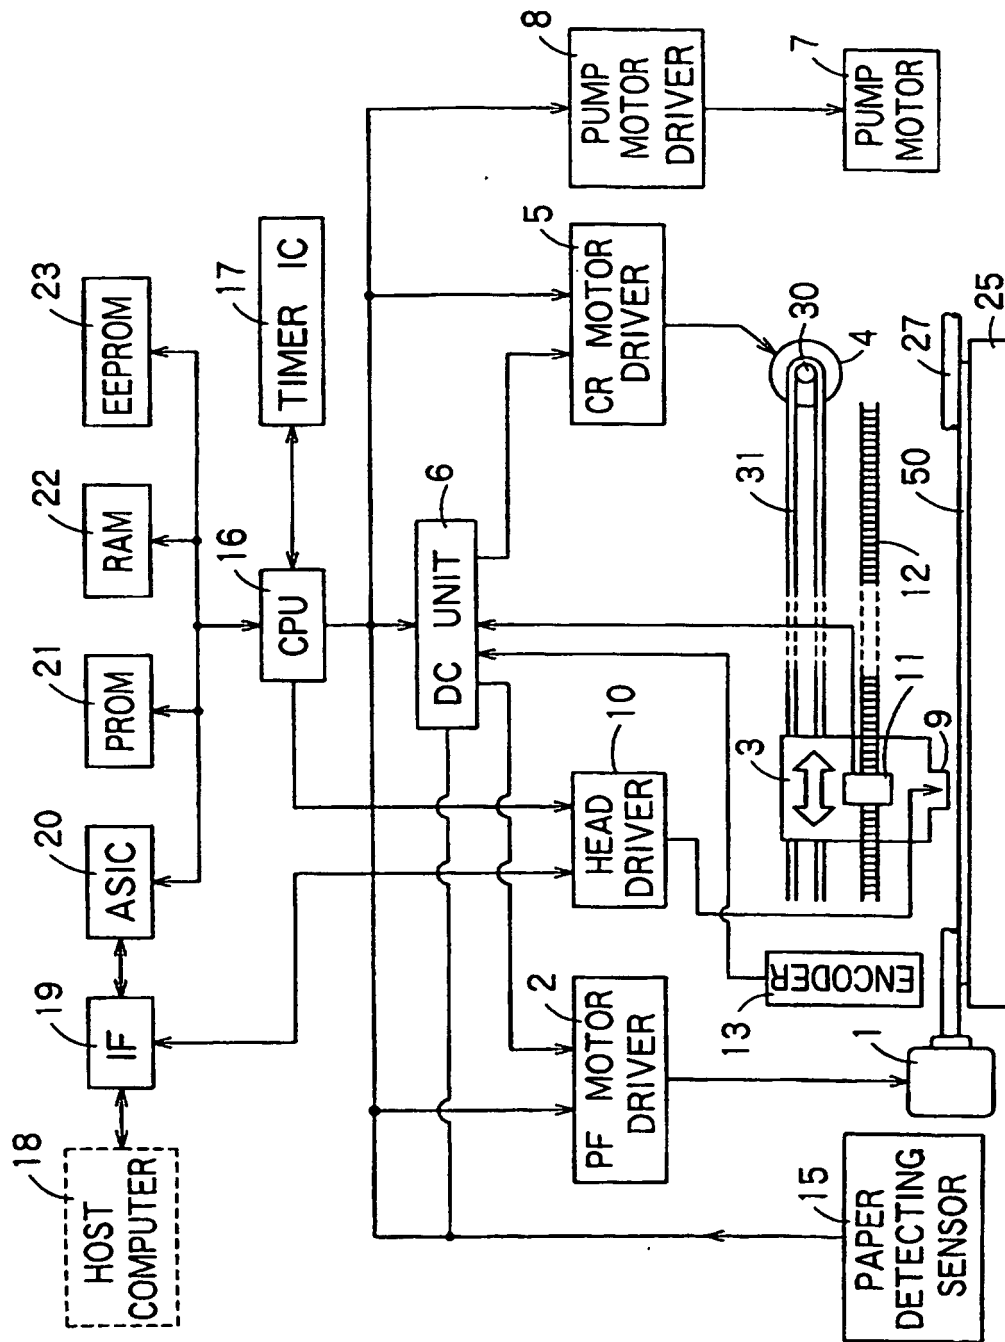 18
HOST
COMPUTER
19
IF
20
ASIC
21
PROM
22
RAM
23
EEPROM
16
CPU
17
TIMER IC
6
DC UNIT
2
PF MOTOR
DRIVER
10
HEAD
DRIVER
5
CR MOTOR
DRIVER
8
PUMP
MOTOR
DRIVER
7
PUMP
MOTOR
15
PAPER
DETECTING
SENSOR
1
13
ENCODER
3
11
9
31
12
30
4
50
27
25